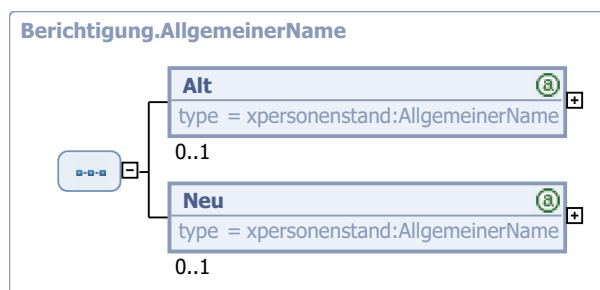 Berichtigung.AllgemeinerName
Alt
type = xpersonenstand:AllgemeinerName
0..1
Neu
type = xpersonenstand:AllgemeinerName
0..1